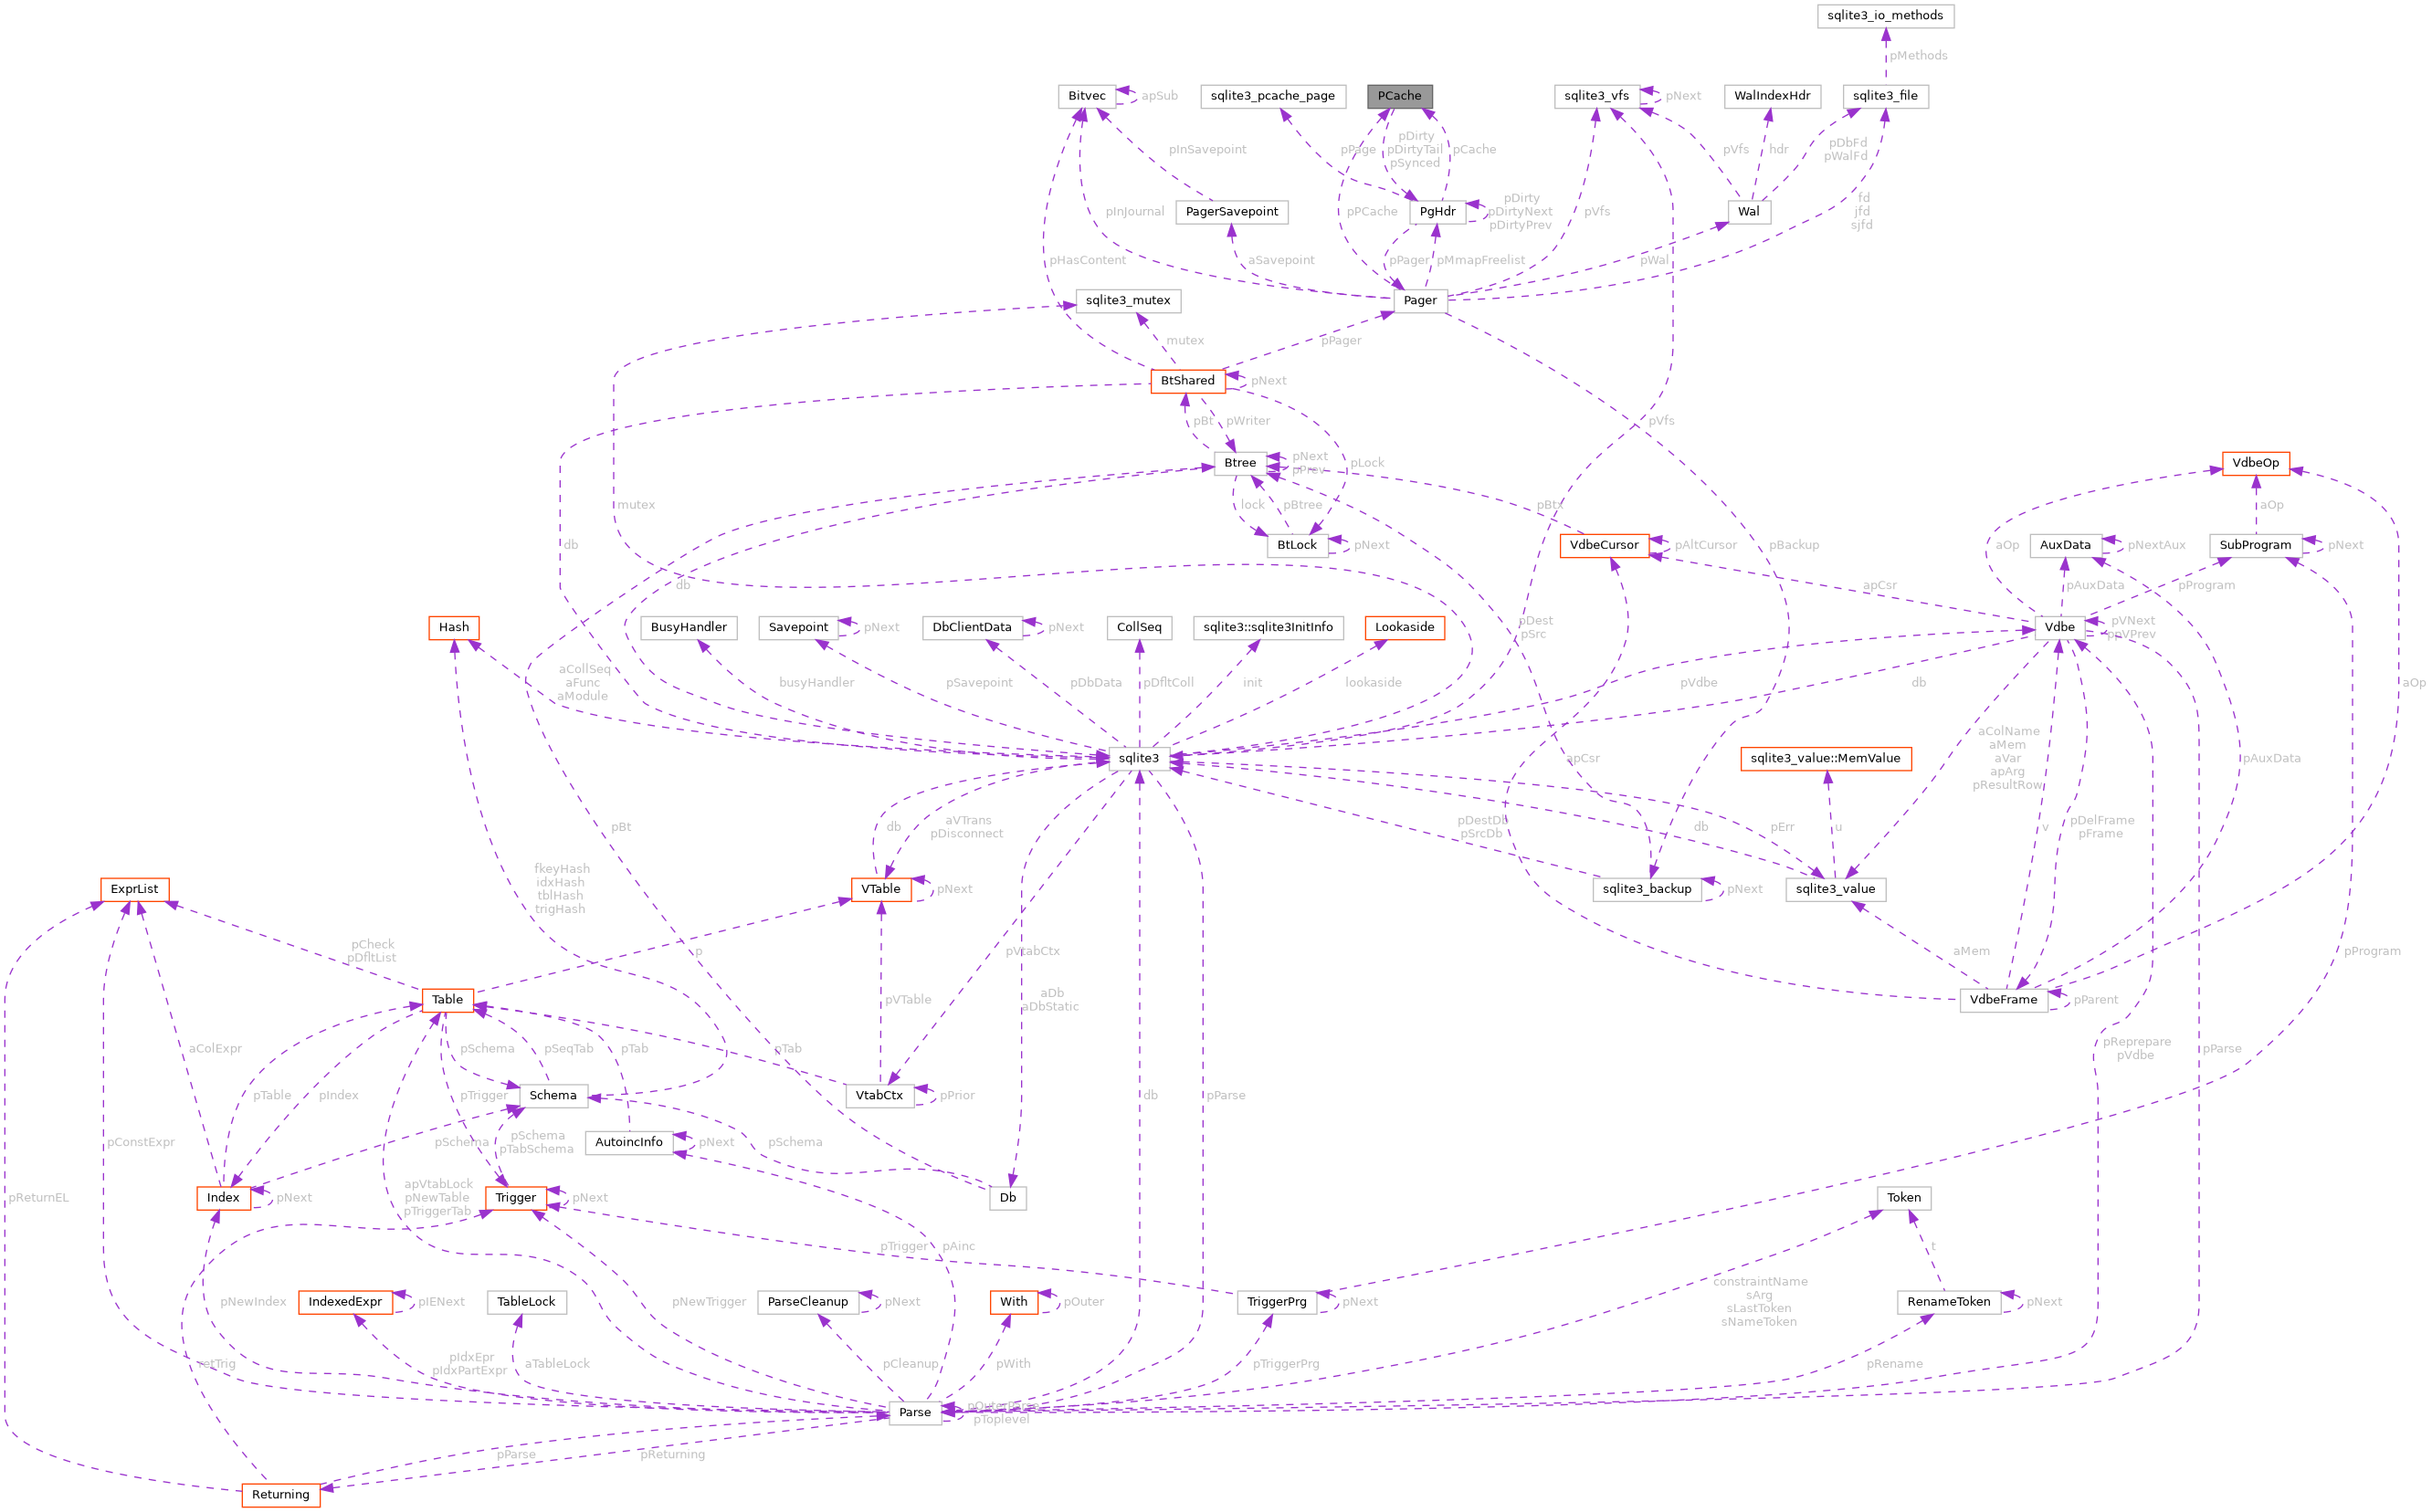 sqlite3_io_methods
pMethods
Bitvec
apSub
sqlite3_pcache_page
PCache
sqlite3_vfs
pNext
WalIndexHdr
sqlite3_file
pInSavepoint
pPage
pDirty
pDirtyTail
pSynced
pCache
pVfs
hdr
pDbFd
pWalFd
pInJournal
PagerSavepoint
pPCache
PgHdr
pDirty
pDirtyNext
pDirtyPrev
pVfs
Wal
fd
jfd
sjfd
pHasContent
aSavepoint
pPager
pMmapFreelist
pWal
sqlite3_mutex
Pager
mutex
pPager
BtShared
pNext
pBt
pWriter
pVfs
pLock
Btree
pNext
pPrev
VdbeOp
mutex
lock
pBtree
pBtx
aOp
aOp
db
BtLock
pNext
VdbeCursor
pAltCursor
pBackup
AuxData
pNextAux
SubProgram
pNext
db
apCsr
pAuxData
pProgram
Hash
BusyHandler
Savepoint
pNext
DbClientData
pNext
CollSeq
sqlite3::sqlite3InitInfo
Lookaside
pDest
pSrc
Vdbe
pVNext
ppVPrev
aCollSeq
aFunc
aModule
busyHandler
pSavepoint
pDbData
pDfltColl
init
lookaside
pVdbe
db
aOp
sqlite3
apCsr
sqlite3_value::MemValue
aColName
aMem
aVar
apArg
pResultRow
pAuxData
pBt
db
aVTrans
pDisconnect
pDestDb
pSrcDb
db
pErr
u
v
pDelFrame
pFrame
fkeyHash
idxHash
tblHash
trigHash
ExprList
VTable
pNext
sqlite3_backup
pNext
sqlite3_value
pCheck
pDfltList
p
pVtabCtx
aMem
pProgram
Table
pVTable
aDb
aDbStatic
VdbeFrame
pParent
aColExpr
pSchema
pSeqTab
pTab
pTab
pReprepare
pVdbe
pParse
pTable
pIndex
pTrigger
Schema
VtabCtx
pPrior
db
pParse
pConstExpr
pSchema
pSchema
pTabSchema
AutoincInfo
pNext
pSchema
pReturnEL
Index
pNext
apVtabLock
pNewTable
pTriggerTab
Trigger
pNext
Db
Token
pTrigger
pAinc
t
pNewIndex
IndexedExpr
pIENext
TableLock
pNewTrigger
ParseCleanup
pNext
With
pOuter
TriggerPrg
pNext
constraintName
sArg
sLastToken
sNameToken
RenameToken
pNext
retTrig
pIdxEpr
pIdxPartExpr
aTableLock
pCleanup
pWith
pTriggerPrg
pRename
Parse
pOuterParse
pToplevel
pParse
pReturning
Returning